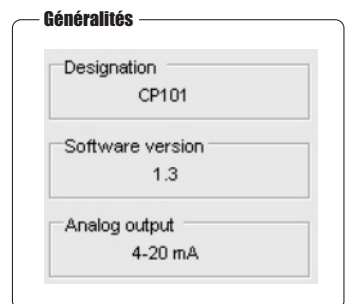 Généralités
Designation
CP101
Software version
1.3
Analog output
4-20 mA